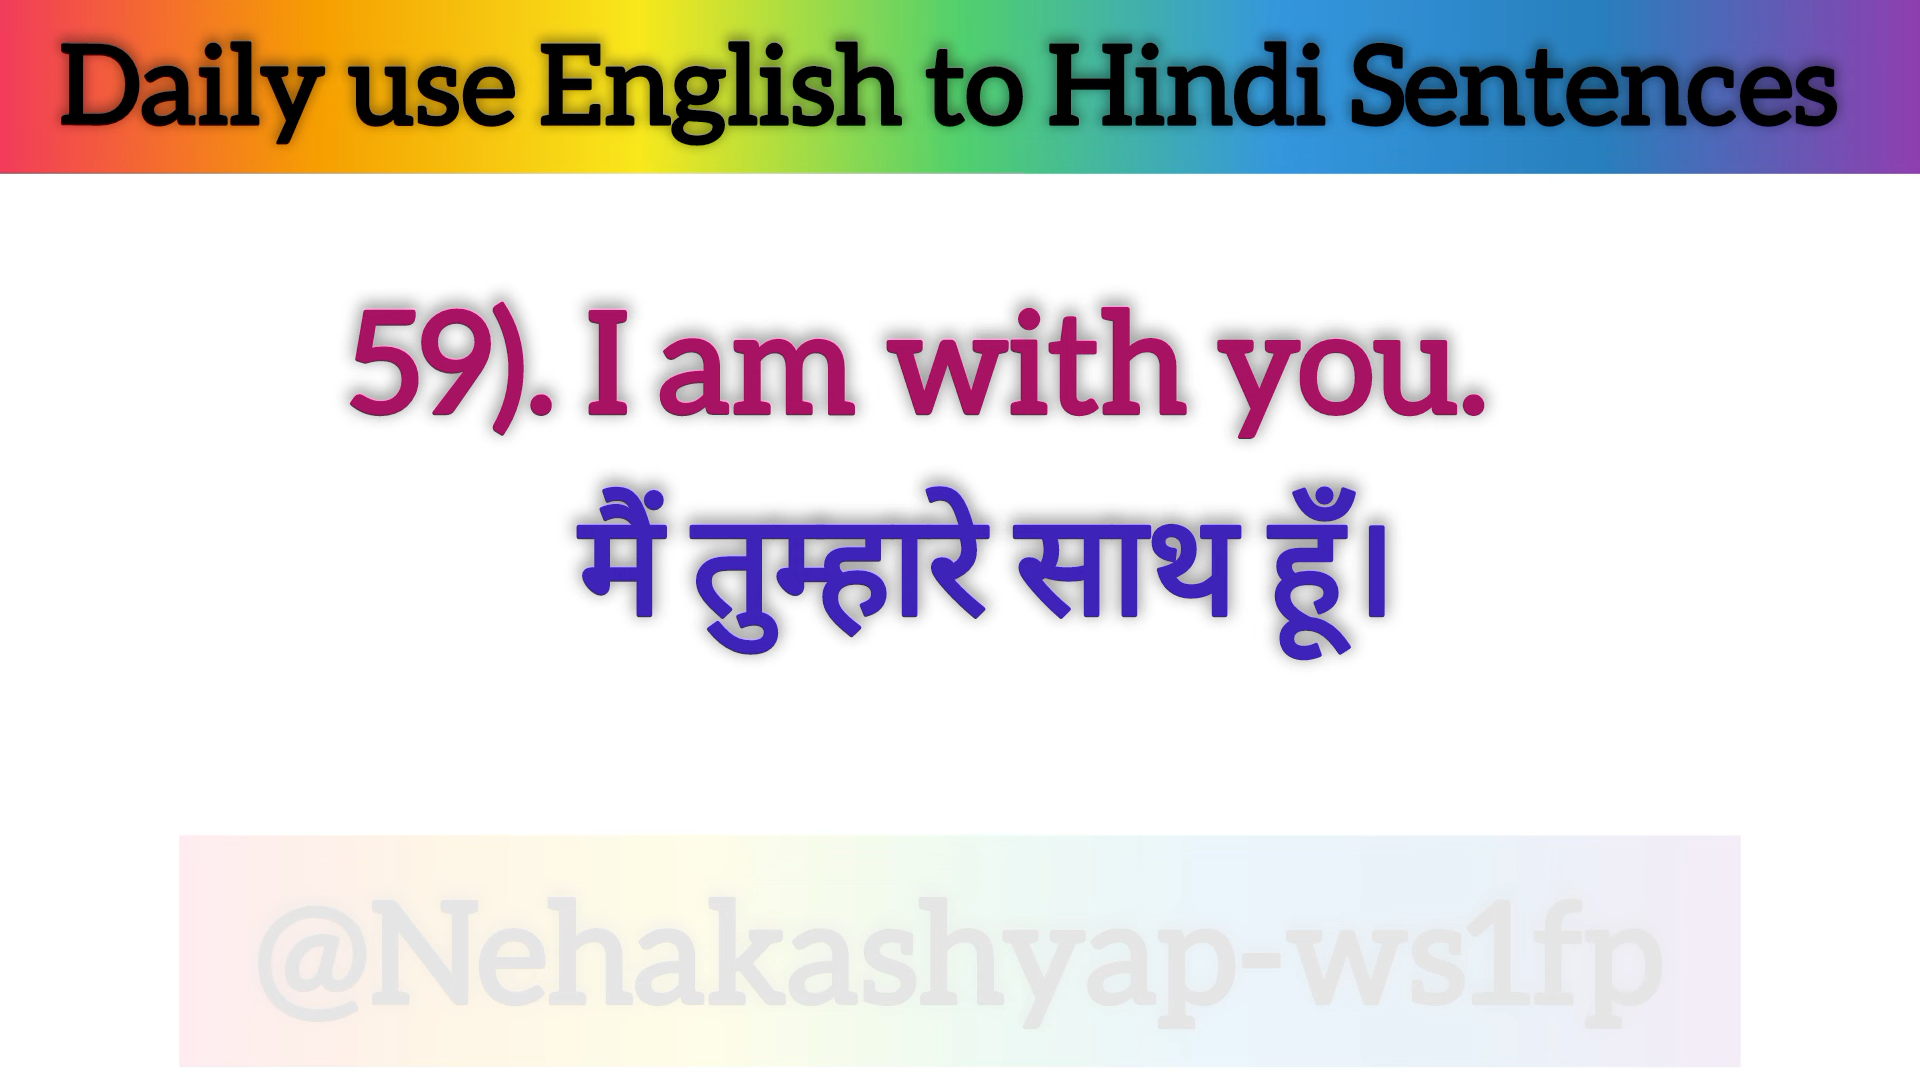 Daily use English to Hindi Sentences
59). I am with you.
मैं तुम्हारे साथ हूँ।
@Nehakashyap-ws1fp